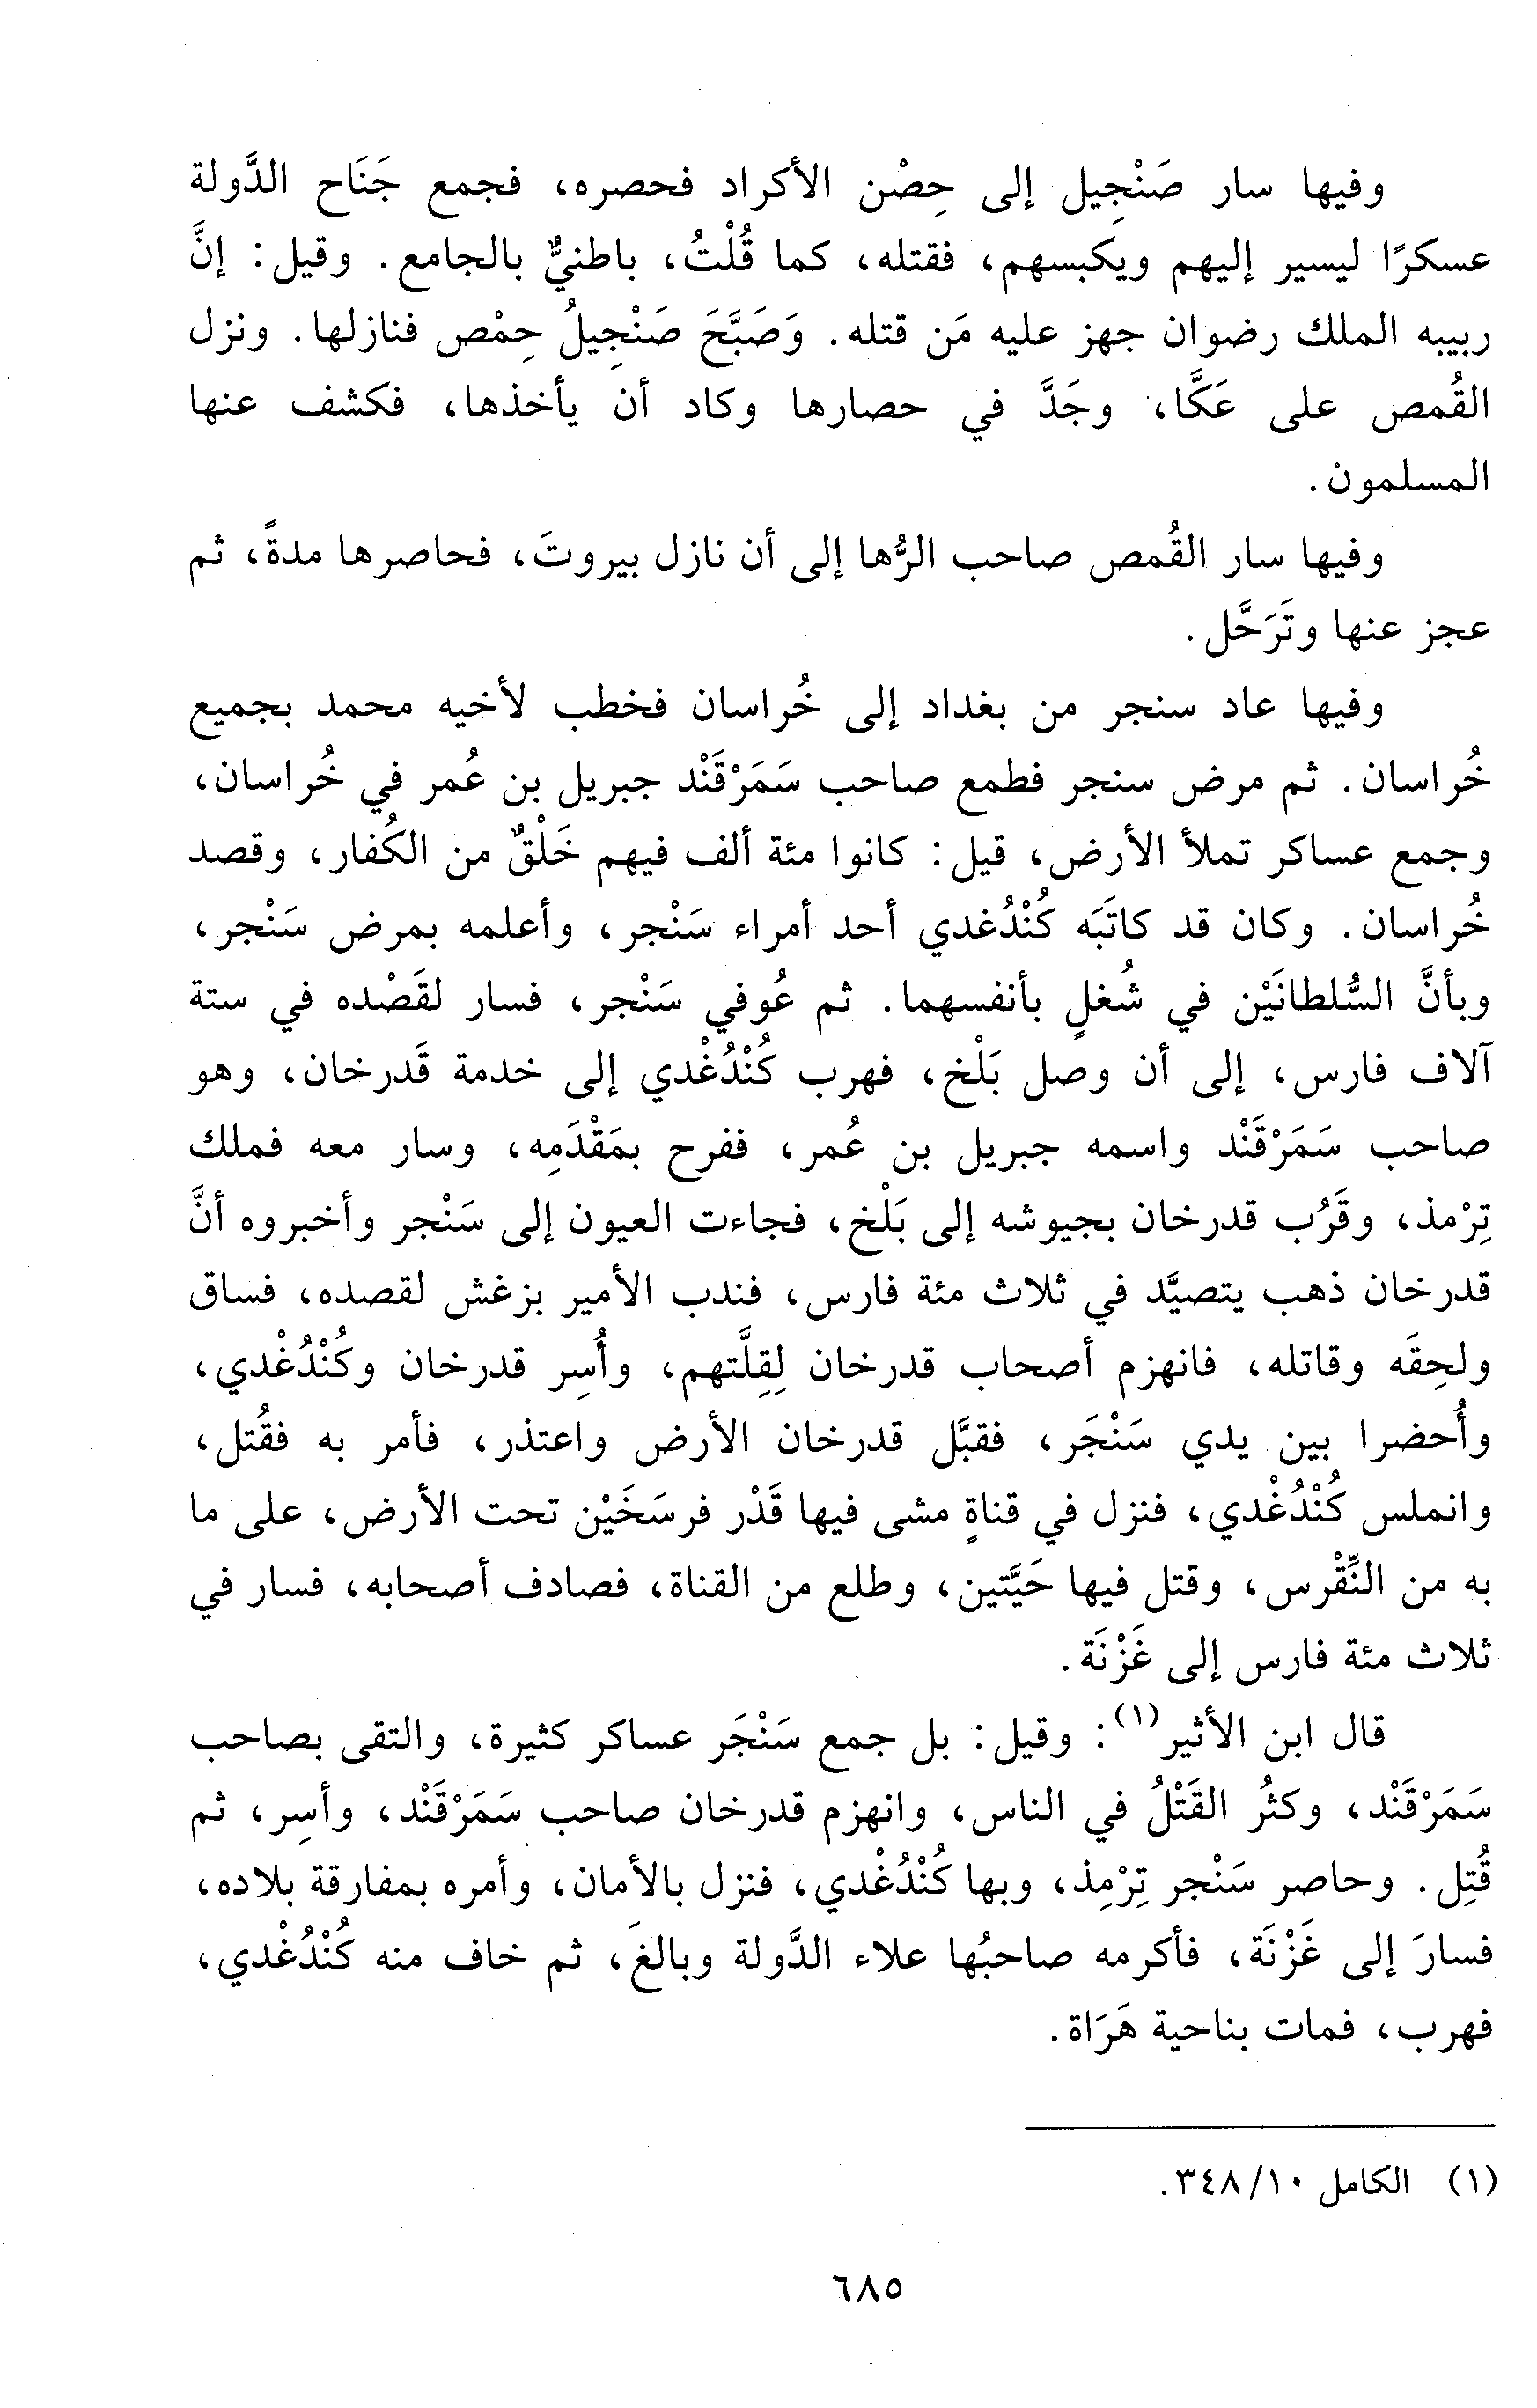 وفيها سار صَنْجِيل إلى حِصْن الأكراد فحصره، فجمع جَنَاح الدَّولة
عسكرًا ليسير إليهم ويكبسهم، فقتله، كما قُلْتُ، باطنيٌّ بالجامع. وقيل: إنَّ
ربيبه الملك رضوان جهز عليه مَن قتله. وَصَبَّحَ صَنْجِيلُ حِمْص فنازلها. ونزل
القُمص على عَكَّا، وجَدَّ في حصارها وكاد أن يأخذها، فكشف عنها
المسلمون.
وفيها سار القُمص صاحب الرُّها إلى أن نازل بيروتَ، فحاصرها مدةً، ثم
عجز عنها وتَرَحَّل.
وفيها عاد سنجر من بغداد إلى خُراسان فخطب لأخيه محمد بجميع
خُراسان. ثم مرض سنجر فطمع صاحب سَمَرْقَنْد جبريل بن عُمر في خُراسان،
وجمع عساكر تملأ الأرض، قيل: كانوا مئة ألف فيهم خَلْقٌ من الكُفار، وقصد
خُراسان. وكان قد كاتَبَه كُنْدُغدي أحد أمراء سَنْجر، وأعلمه بمرض سَنْجر،
وبأنَّ السُّلطانَيْن في شُغلٍ بأنفسهما. ثم عُوفي سَنْجر، فسار لقَصْده في ستة
آلاف فارس، إلى أن وصل بَلْخ، فهرب كُنْدُغْدي إلى خدمة قَدرخان، وهو
صاحب سَمَرْقَنْد واسمه جبريل بن عُمر، ففرح بمَقْدَمِه، وسار معه فملك
تِرْمذ، وقَرُب قدرخان بجيوشه إلى بَلْخ، فجاءت العيون إلى سَنْجر وأخبروه أنَّ
قدرخان ذهب يتصيَّد في ثلاث مئة فارس، فندب الأمير بزغش لقصده، فساق
ولحِقَه وقاتله، فانهزم أصحاب قدرخان لِقِلَّتهم، وأُسِر قدرخان وكُنْدُغْدي،
وأُحضرا بين يدي سَنْجَر، فقبَّل قدرخان الأرض واعتذر، فأمر به فقُتل،
وانملس كُنْدُغْدي، فنزل في قناةٍ مشى فيها قَدْر فرسَخَيْن تحت الأرض، على ما
به من النِّقْرس، وقتل فيها حَيَّتين، وطلع من القناة، فصادف أصحابه، فسار في
ثلاث مئة فارس إلى غَزْنَة.
قال ابن الأثير(١): وقيل: بل جمع سَنْجَر عساكر كثيرة، والتقى بصاحب
سَمَرْقَنْد، وكثُر القَتْلُ في الناس، وانهزم قدرخان صاحب سَمَرْقَنْد، وأسِر، ثم
قُتِل. وحاصر سَنْجر تِرْمِذ، وبها كُنْدُغْدي، فنزل بالأمان، وأمره بمفارقة بلاده،
فسارَ إلى غَزْنَة، فأكرمه صاحبُها علاء الدَّولة وبالغَ، ثم خاف منه كُنْدُغْدي،
فهرب، فمات بناحية هَرَاة.
(١) الكامل ١٠/ ٣٤٨.
٦٨٥